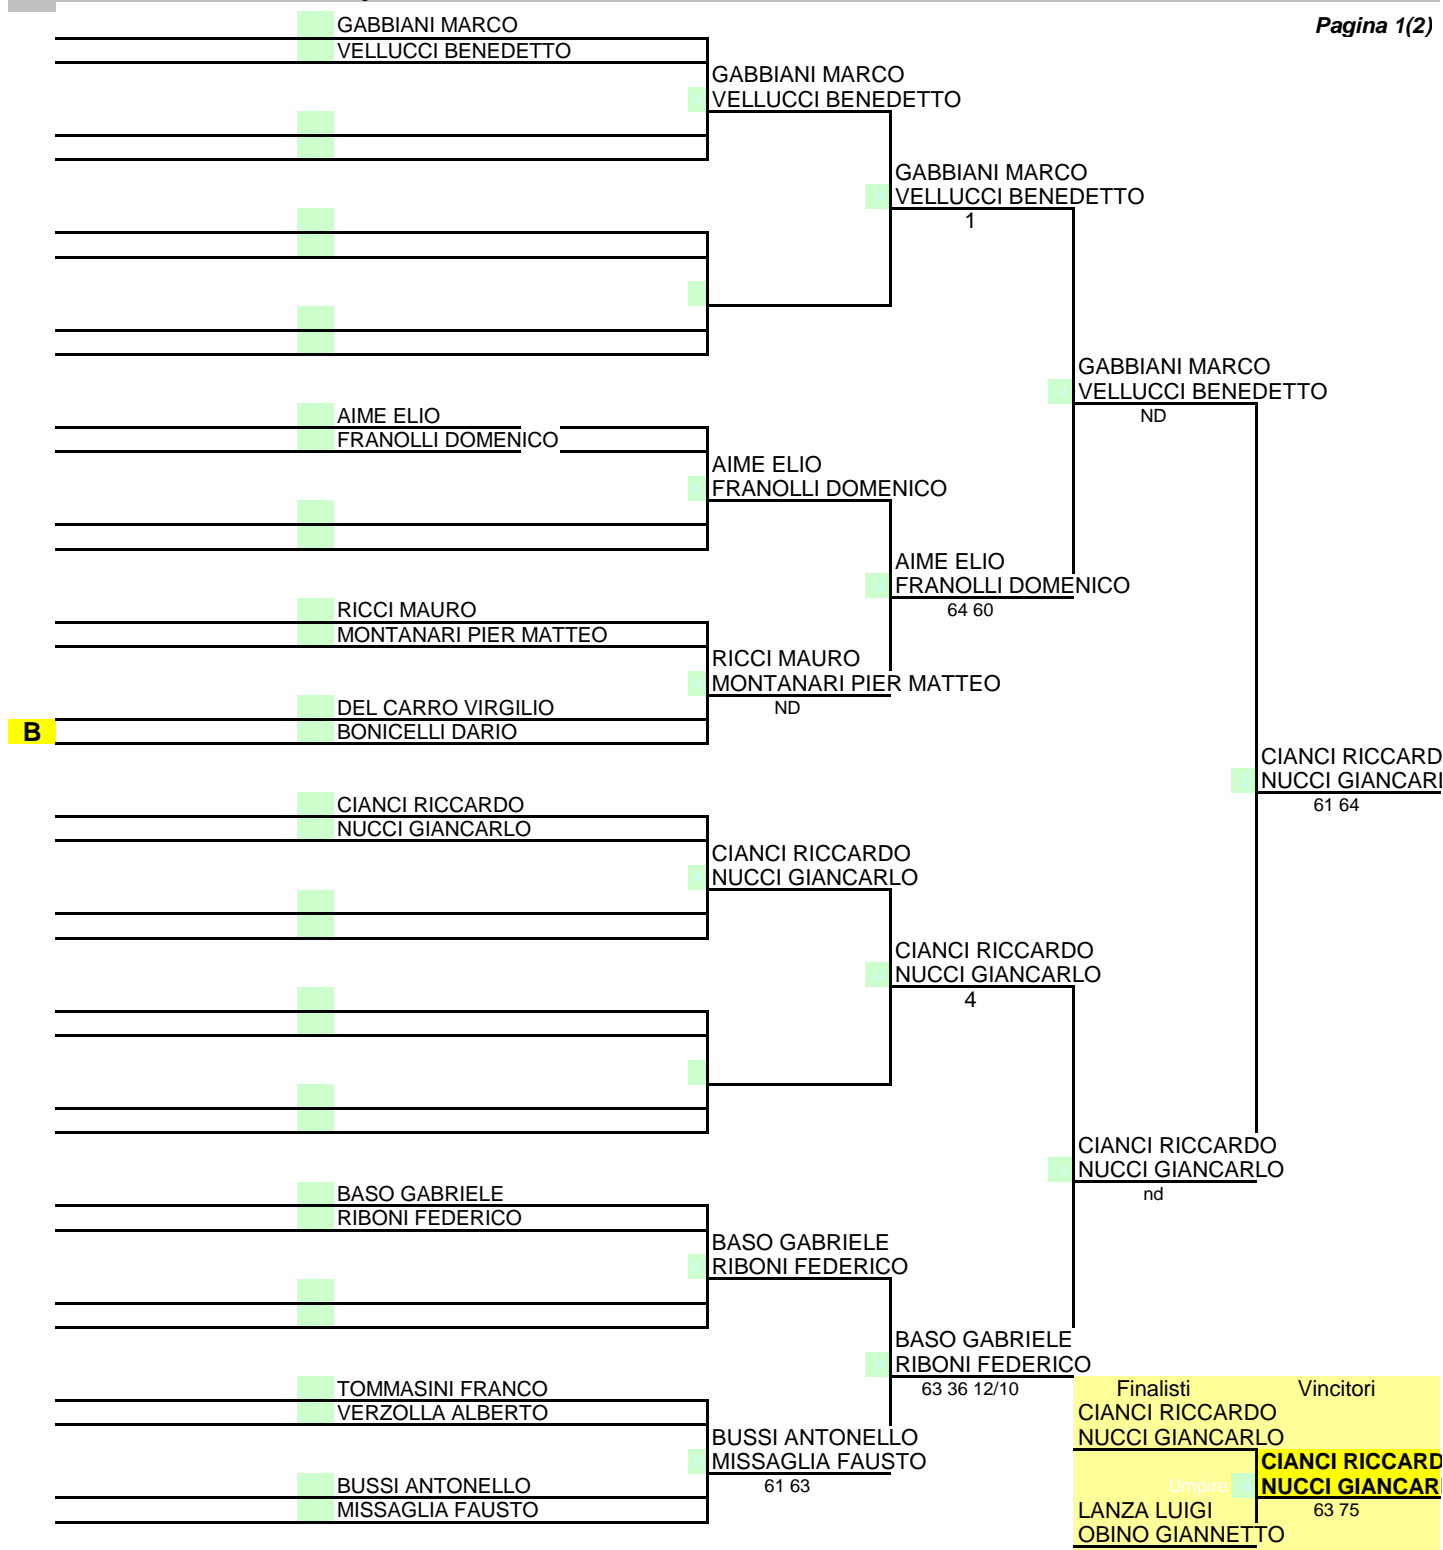 GABBIANI MARCO
Pagina 1(2)
VELLUCCI BENEDETTO
GABBIANI MARCO
VELLUCCI BENEDETTO
GABBIANI MARCO
VELLUCCI BENEDETTO
1
GABBIANI MARCO
VELLUCCI BENEDETTO
ND
AIME ELIO
FRANOLLI DOMENICO
AIME ELIO
FRANOLLI DOMENICO
AIME ELIO
FRANOLLI DOMENICO
64 60
RICCI MAURO
MONTANARI PIER MATTEO
RICCI MAURO
MONTANARI PIER MATTEO
ND
DEL CARRO VIRGILIO
B
BONICELLI DARIO
CIANCI RICCARD
NUCCI GIANCARL
61 64
CIANCI RICCARDO
NUCCI GIANCARLO
CIANCI RICCARDO
NUCCI GIANCARLO
CIANCI RICCARDO
NUCCI GIANCARLO
4
CIANCI RICCARDO
NUCCI GIANCARLO
nd
BASO GABRIELE
RIBONI FEDERICO
BASO GABRIELE
RIBONI FEDERICO
BASO GABRIELE
RIBONI FEDERICO
63 36 12/10
TOMMASINI FRANCO
VERZOLLA ALBERTO
BUSSI ANTONELLO
MISSAGLIA FAUSTO
61 63
BUSSI ANTONELLO
MISSAGLIA FAUSTO
Finalisti
Vincitori
CIANCI RICCARDO
NUCCI GIANCARLO
CIANCI RICCARD
Umpire
NUCCI GIANCAR
LANZA LUIGI
63 75
OBINO GIANNETTO